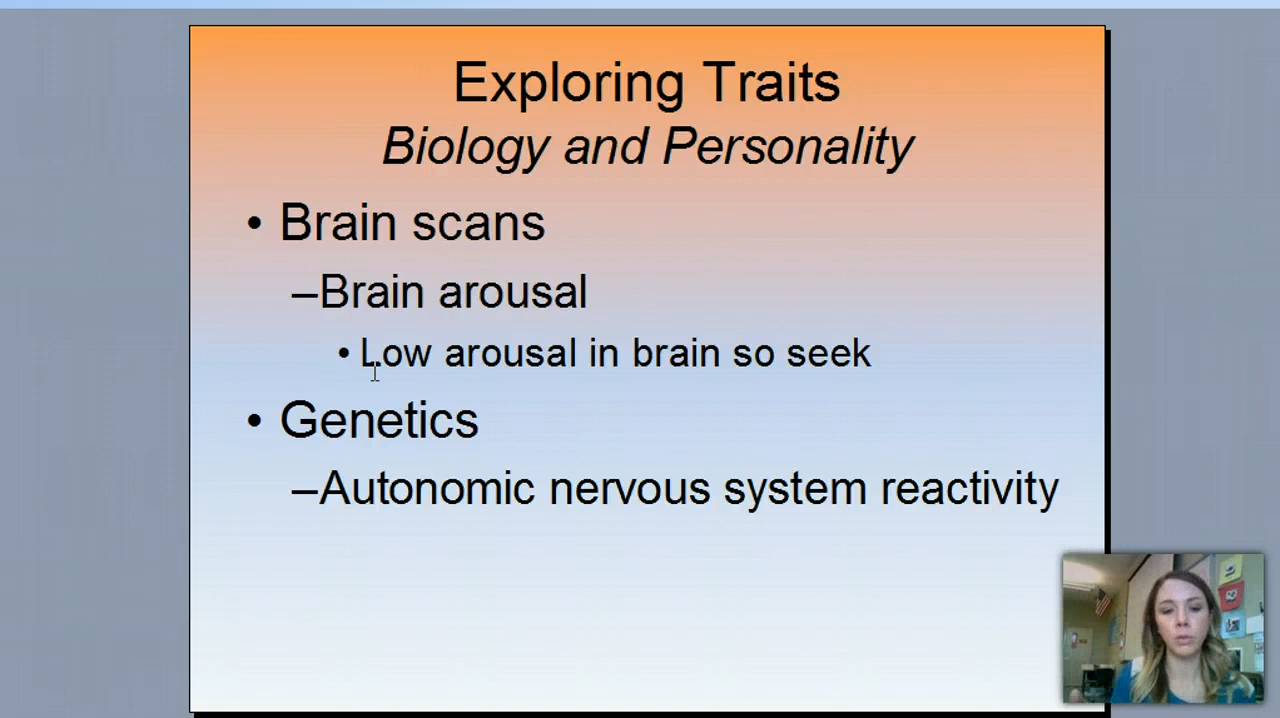 Exploring Traits
Biology and Personality
• Brain scans
–Brain arousal
• Low arousal in brain so seek
• Genetics
–Autonomic nervous system reactivity